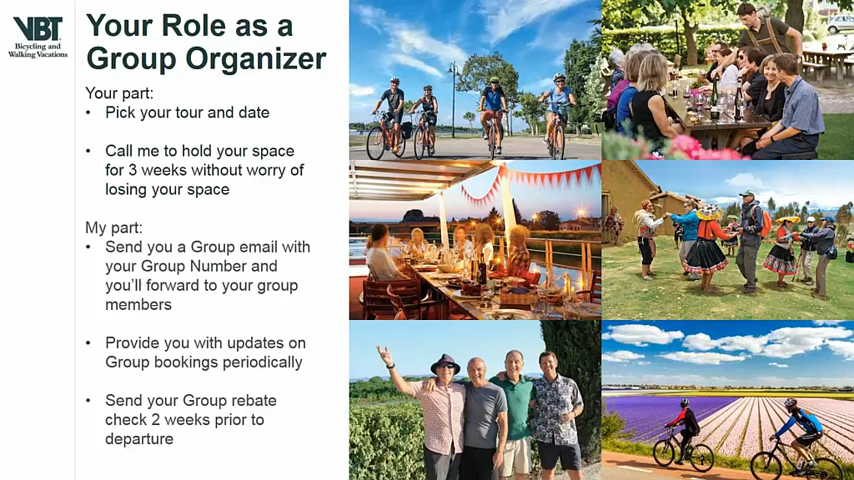 VBT
Bicycling and
Walking Vacations
Your Role as a
Group Organizer
Your part:
• Pick your tour and date
• Call me to hold your space
for 3 weeks without worry of
losing your space
My part:
• Send you a Group email with
your Group Number and
you'll forward to your group
members
• Provide you with updates on
Group bookings periodically
• Send your Group rebate
check 2 weeks prior to
departure